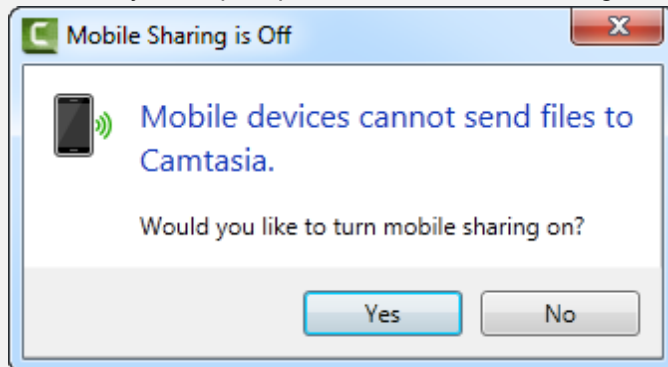 Mobile Sharing is Off
Mobile devices cannot send files to
Camtasia.
Would you like to turn mobile sharing on?
Yes No